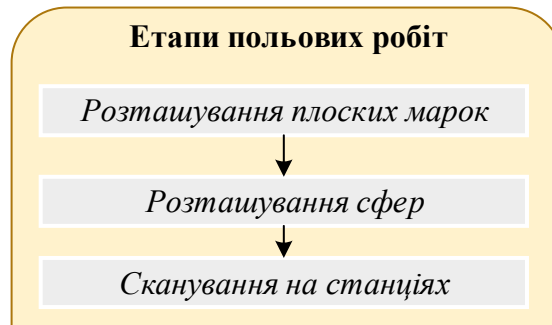 Етапи польових робіт
Розташування плоских марок
Розташування сфер
Сканування на станціях